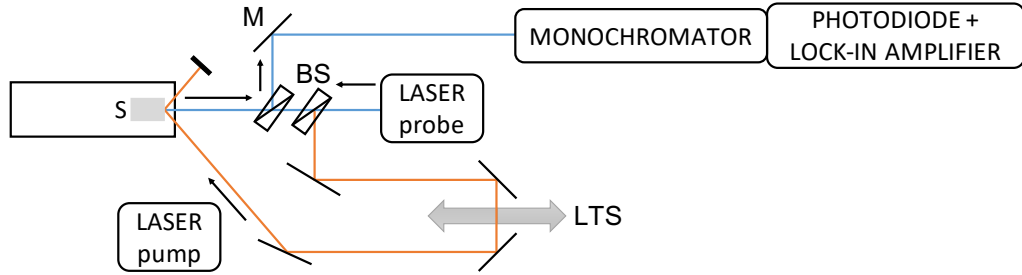 M
MONOCHROMATOR
PHOTODIODE +
LOCK-IN AMPLIFIER
BS
S
LASER
probe
LTS
LASER
pump